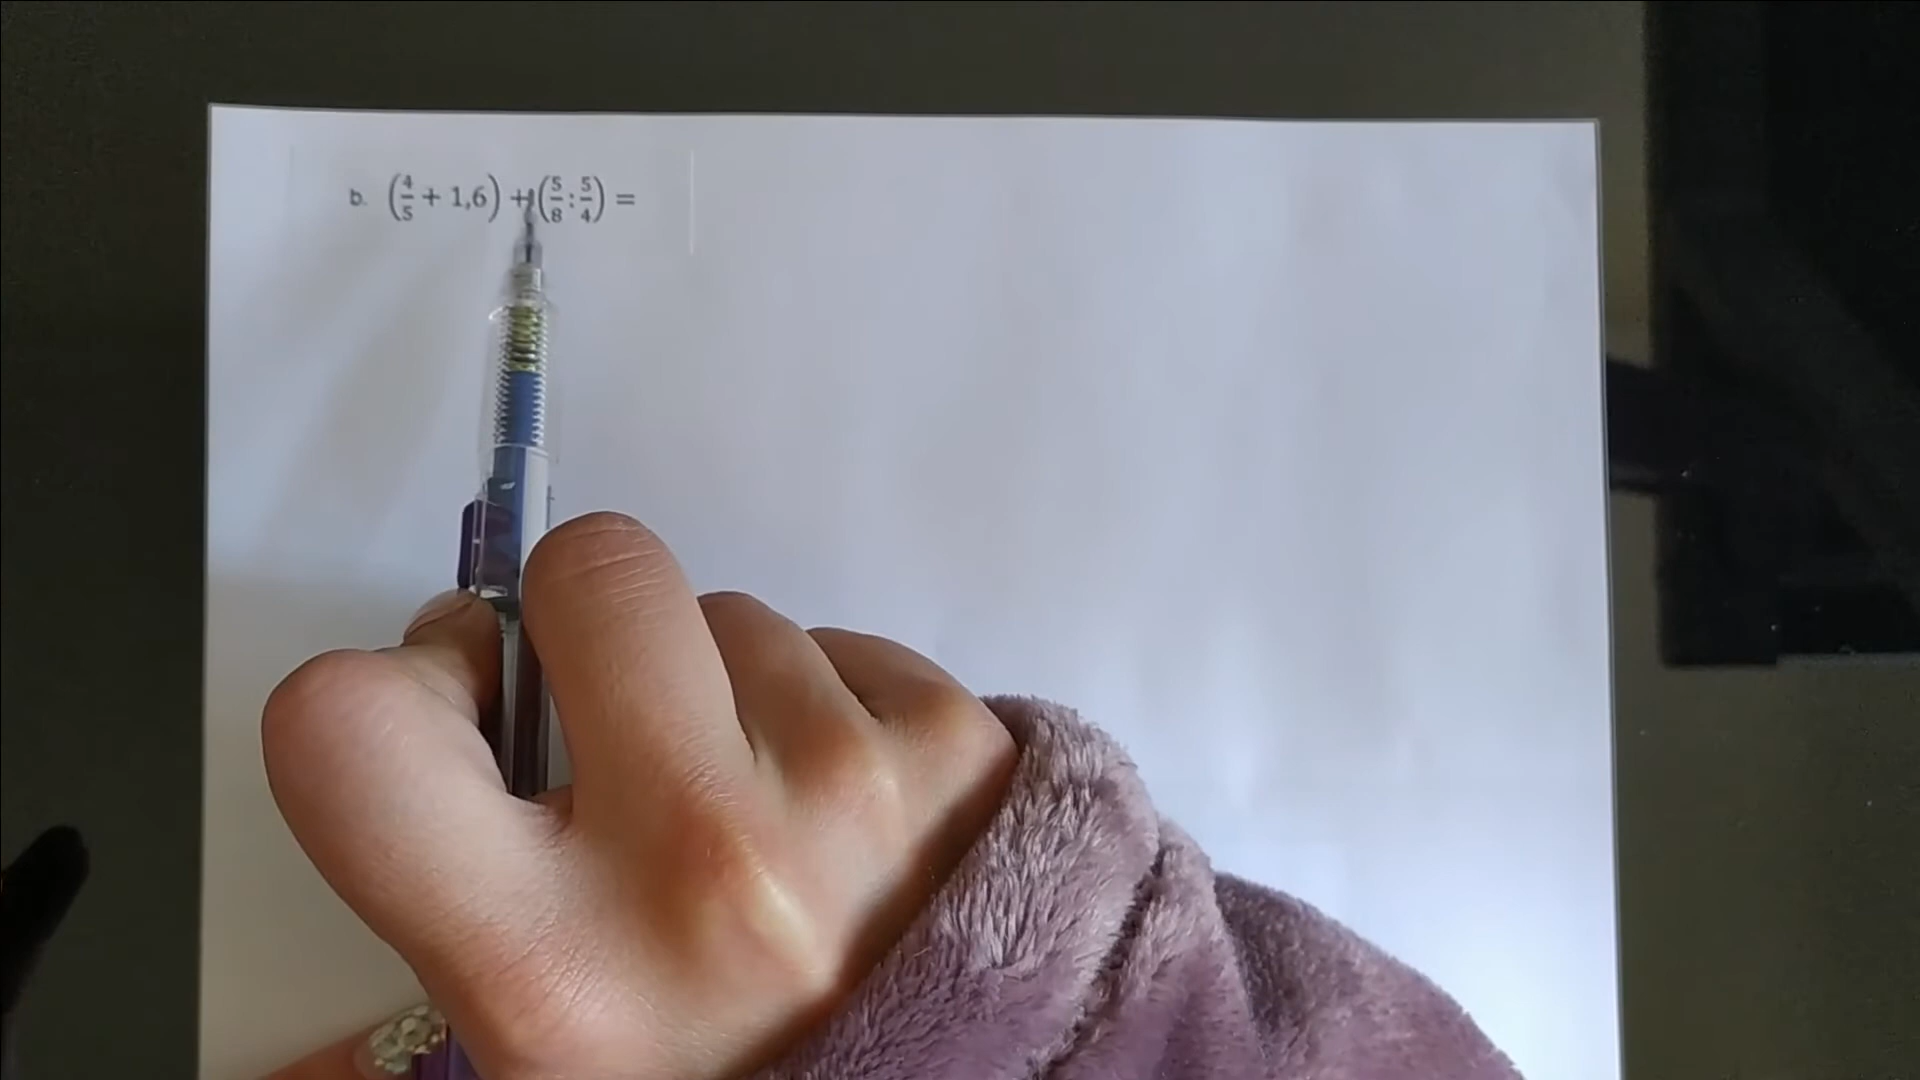 b. (4/5 + 1,6) + (5/8 : 5/4) =